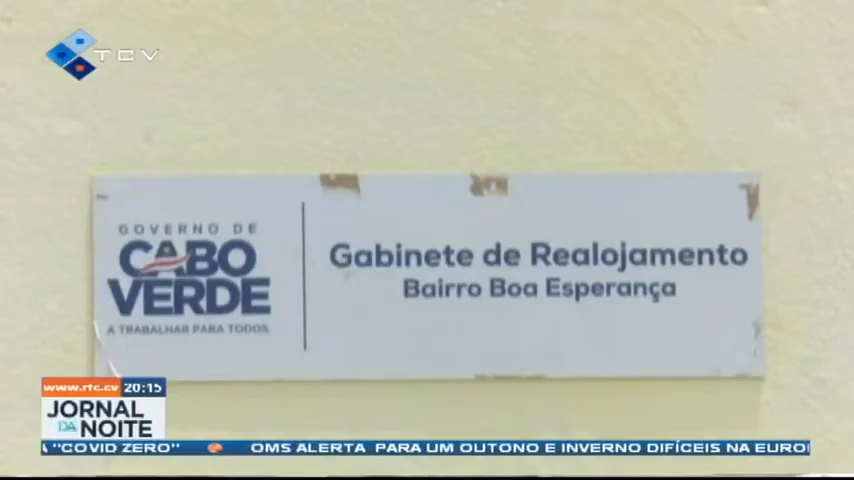 TCV
GOVERNO DE
CABO
VERDE
A TRABALHAR PARA TODOS.
Gabinete de Realojamento
Bairro Boa Esperança
www.rtc.cv 20:15
JORNAL
DA NOITE
"COVID ZERO" OMS ALERTA PARA UM OUTONO E INVERNO DIFÍCEIS NA EURO